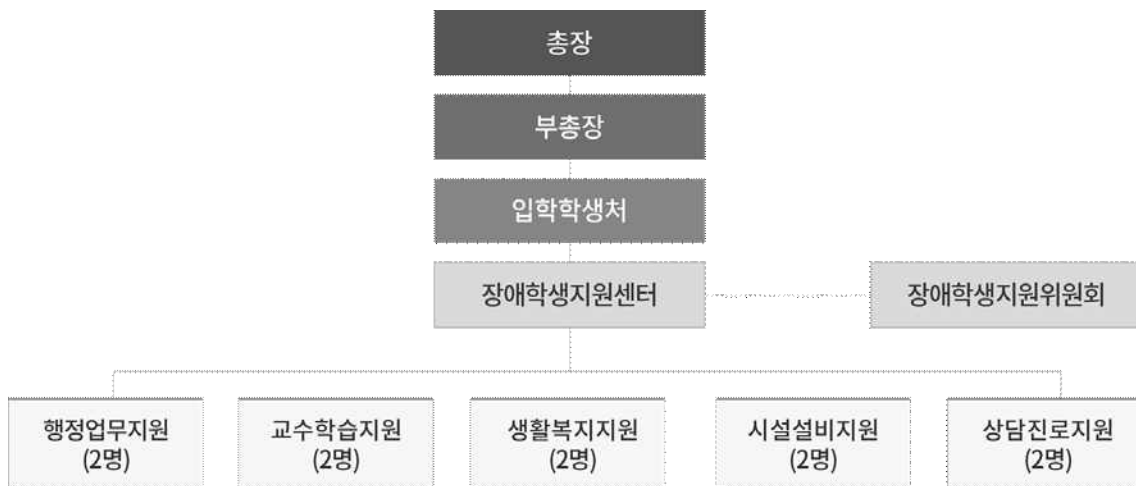 총장
부총장
입학학생처
장애학생지원센터
장애학생지원위원회
행정업무지원
(2명)
교수학습지원
(2명)
생활복지지원
(2명)
시설설비지원
(2명)
상담진로지원
(2명)